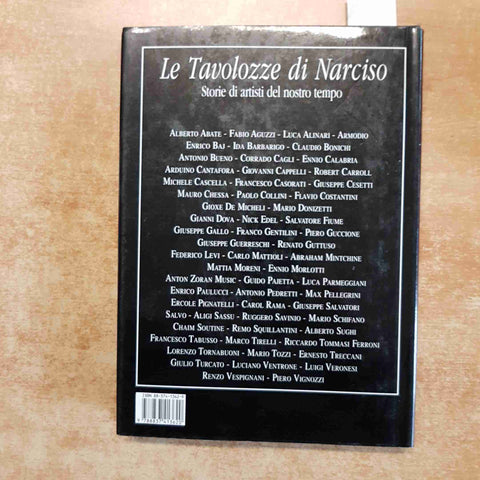 Le Tavolozze di Narciso
Storie di artisti del nostro tempo
ALBERTO ABATE - FABIO AGUZZI - LUCA ALINARI - ARMODIO
ENRICO BAJ - IDA BARBARIGO - CLAUDIO BONICHI
ANTONIO BUENO - CORRADO CAGLI - ENNIO CALABRIA
ARDUINO CANTAFORA - GIOVANNI CAPPELLI - ROBERT CARROLL
MICHELE CASCELLA - FRANCESCO CASORATI - GIUSEPPE CESETTI
MAURO CHESSA - PAOLO COLLINI - FLAVIO COSTANTINI
GIOXE DE MICHELI - MARIO DONIZETTI
GIANNI DOVA - NICK EDEL - SALVATORE FIUME
GIUSEPPE GALLO - FRANCO GENTILINI - PIERO GUCCIONE
GIUSEPPE GUERRESCHI - RENATO GUTTUSO
FEDERICO LEVI - CARLO MATTIOLI - ABRAHAM MINTCHINE
MATTIA MORENI - ENNIO MORLOTTI
ANTON ZORAN MUSIC - GUIDO PAJETTA - LUCA PARMEGGIANI
ENRICO PAULUCCI - ANTONIO PEDRETTI - MAX PELLEGRINI
ERCOLE PIGNATELLI - CAROL RAMA - GIUSEPPE SALVATORI
SALVO - ALIGI SASSU - RUGGERO SAVINIO - MARIO SCHIFANO
CHAIM SOUTINE - REMO SQUILLANTINI - ALBERTO SUGHI
FRANCESCO TABUSSO - MARCO TIRELLI - RICCARDO TOMMASI FERRONI
LORENZO TORNABUONI - MARIO TOZZI - ERNESTO TRECCANI
GIULIO TURCATO - LUCIANO VENTRONE - LUIGI VERONESI
RENZO VESPIGNANI - PIERO VIGNOZZI